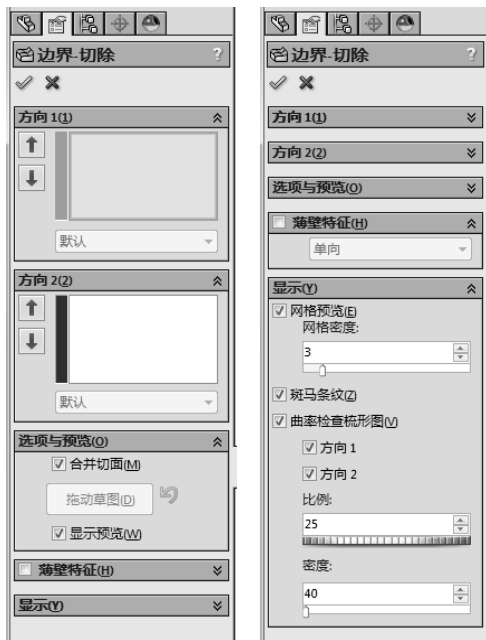 边界-切除 ?
方向 1(1)
默认
方向 2(2)
默认
选项与预览(O)
合并切面(M)
拖动草图(D)
显示预览(W)
薄壁特征(H)
显示(Y)
边界-切除 ?
方向 1(1)
方向 2(2)
选项与预览(O)
薄壁特征(H)
单向
显示(Y)
网格预览(E)
网格密度:
3
斑马条纹(Z)
曲率检查梳形图(V)
方向 1
方向 2
比例:
25
密度:
40